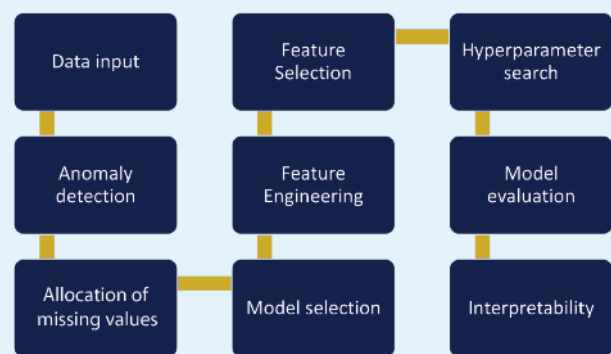 Data input
Anomaly
detection
Allocation of
missing values
Model selection
Feature
Engineering
Feature
Selection
Hyperparameter
search
Model
evaluation
Interpretability